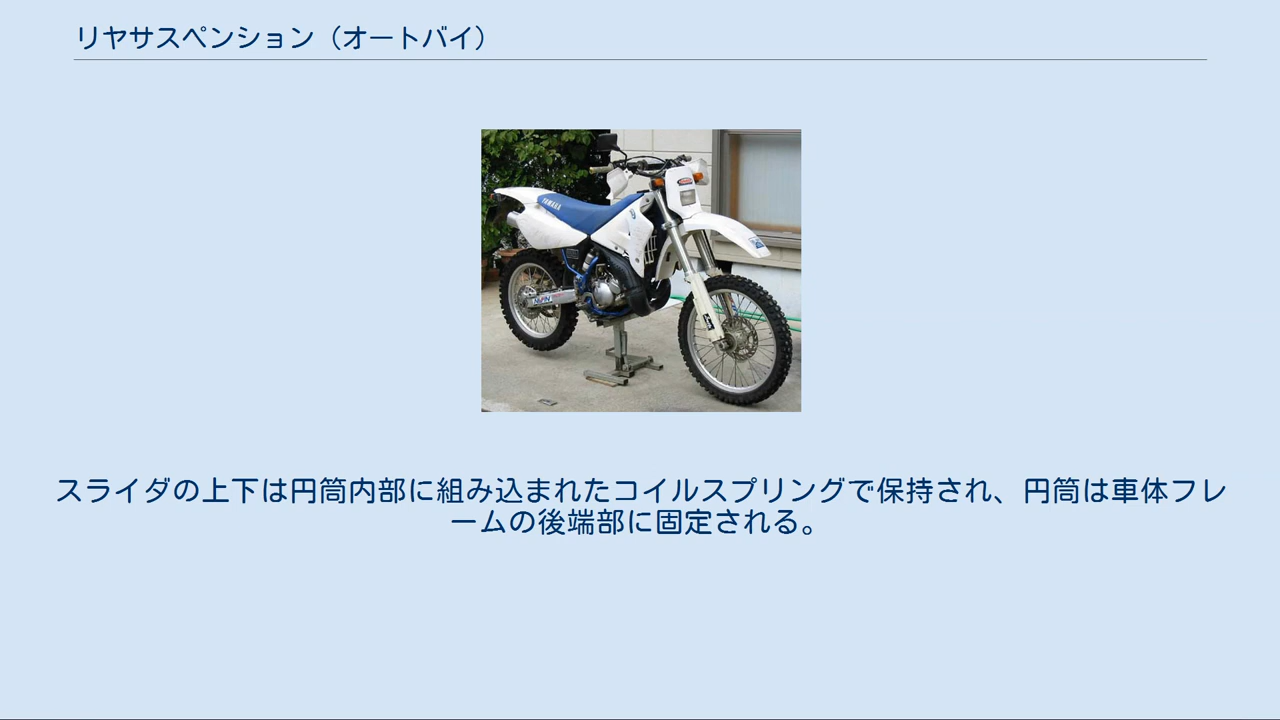 リヤサスペンション（オートバイ）
YAMAHA
スライダの上下は円筒内部に組み込まれたコイルスプリングで保持され、円筒は車体フレ
ームの後端部に固定される。